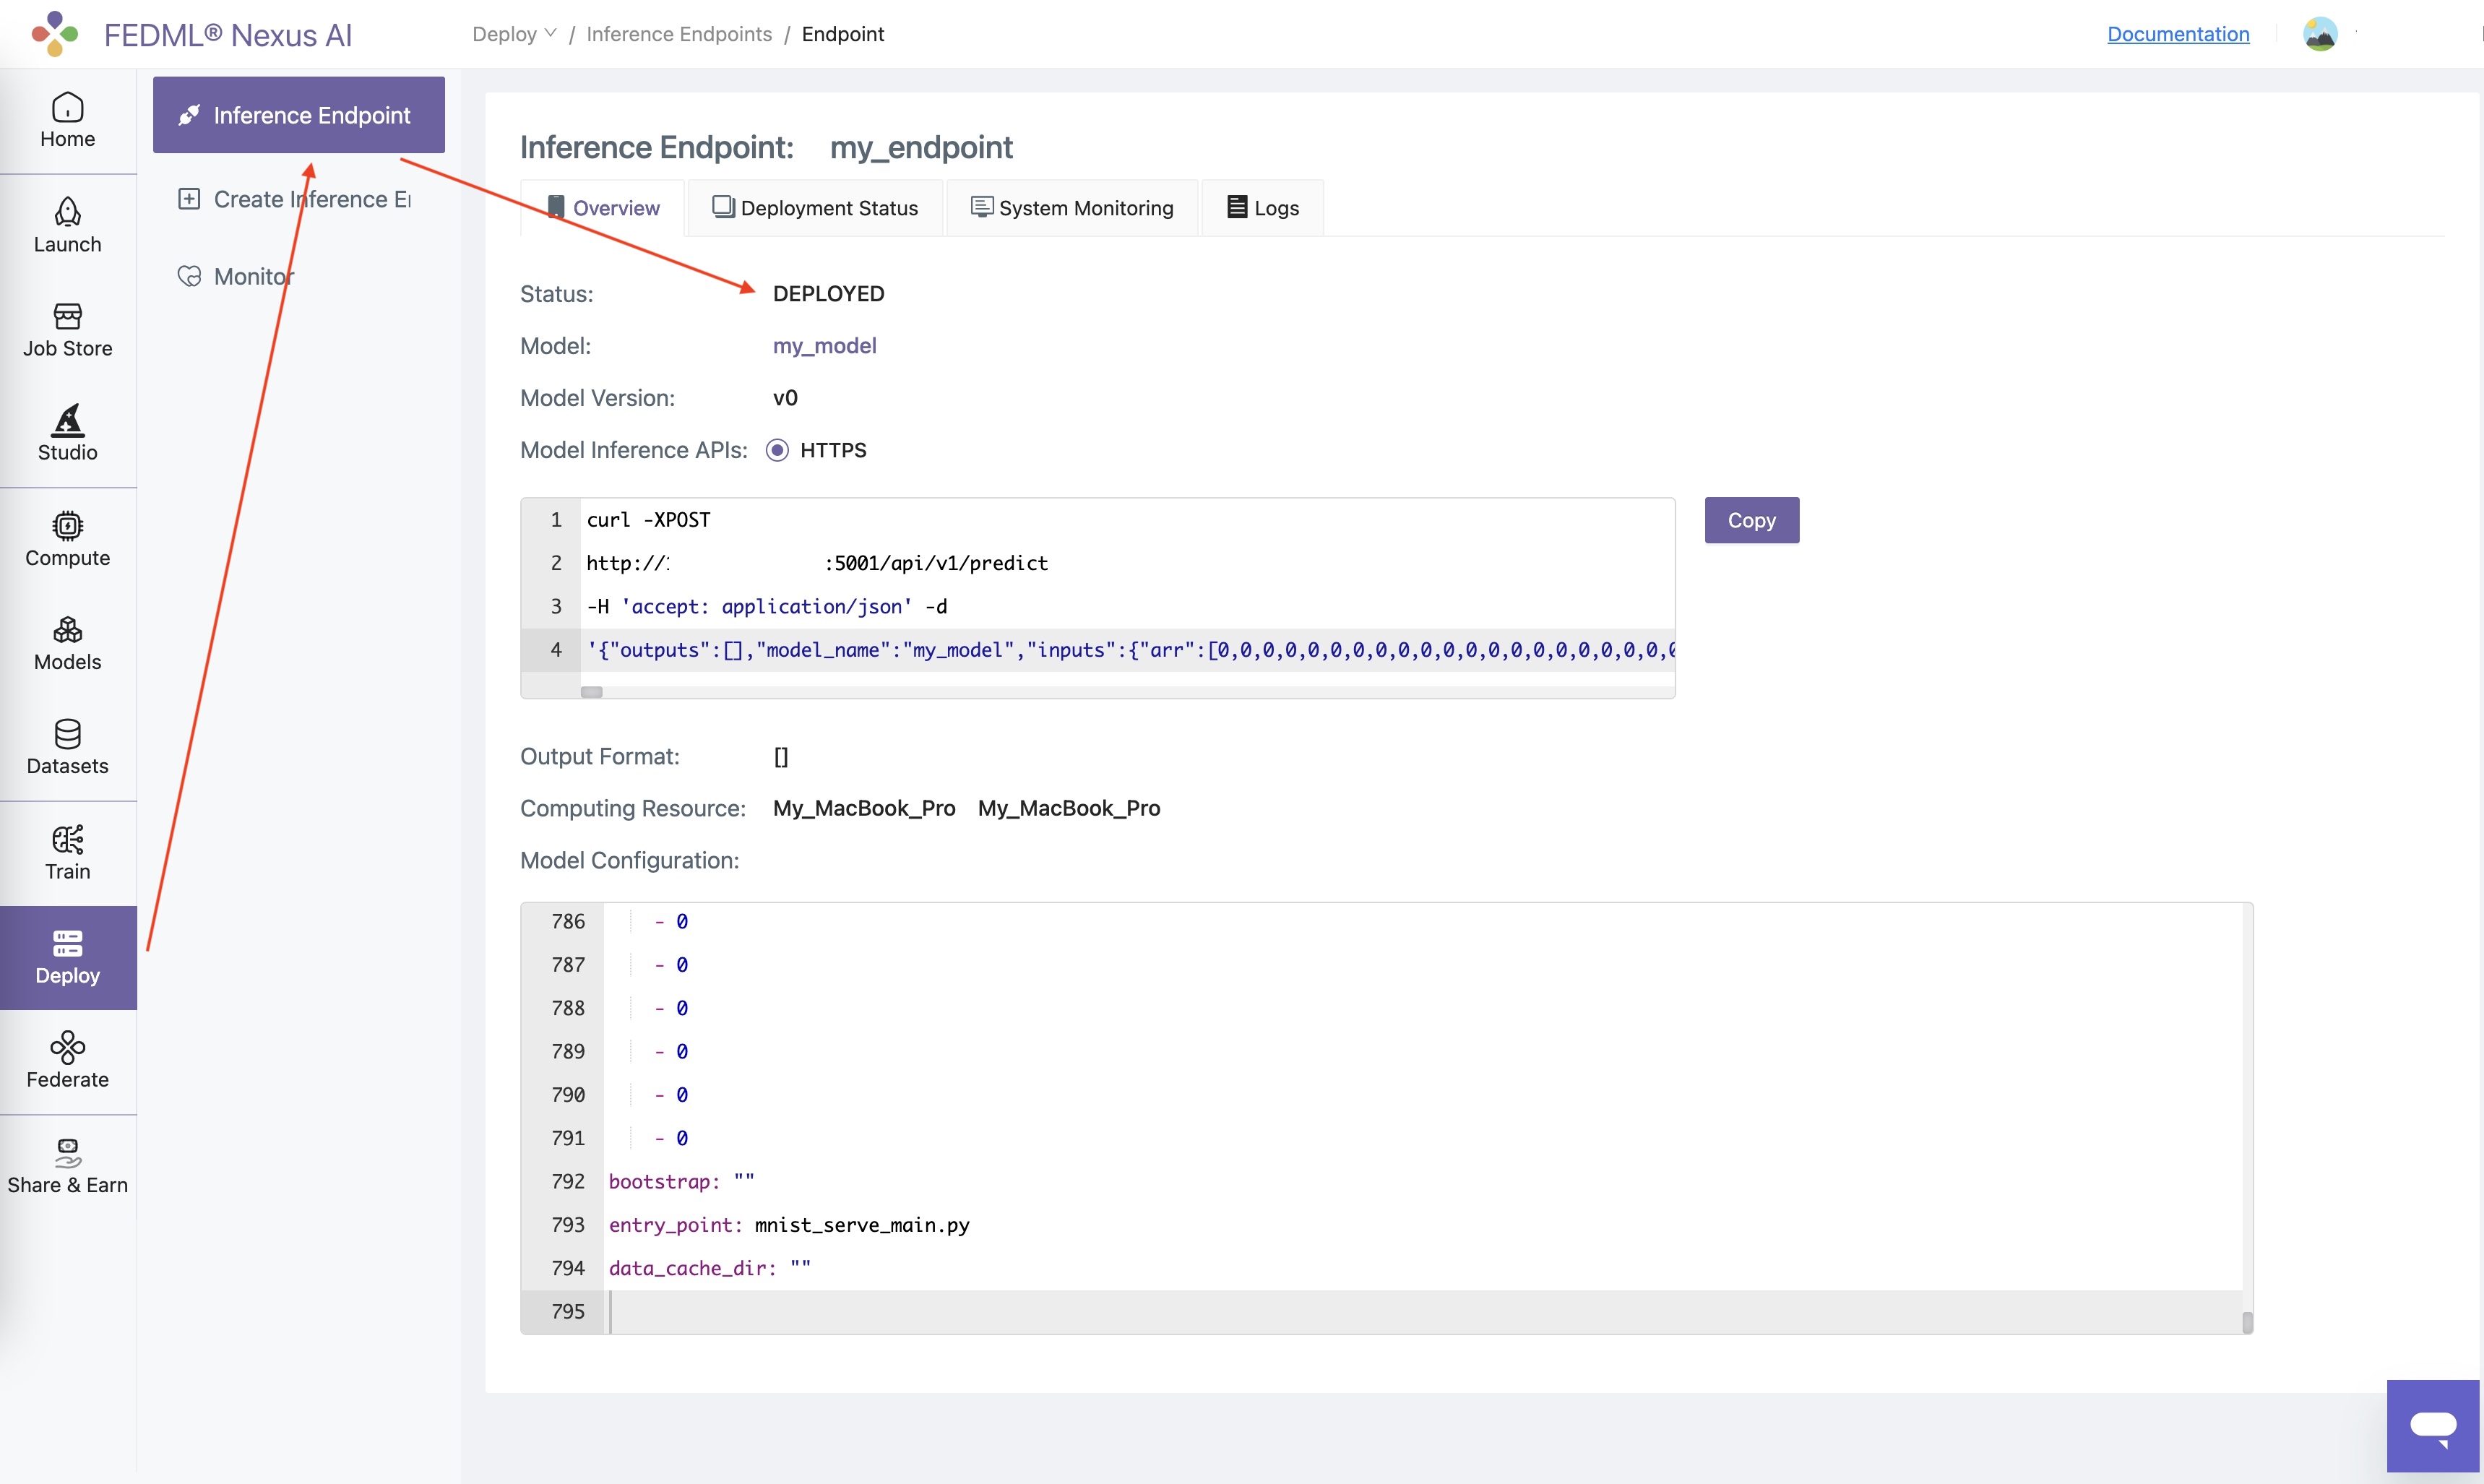 FEDML® Nexus AI
Deploy / Inference Endpoints / Endpoint
Documentation
Home
Launch
Job Store
Studio
Compute
Models
Datasets
Train
Deploy
Federate
Share & Earn
Inference Endpoint
Create Inference
Monitor
Inference Endpoint: my_endpoint
Overview
Deployment Status
System Monitoring
Logs
Status: DEPLOYED
Model: my_model
Model Version: v0
Model Inference APIs: HTTPS
1 curl -XPOST
2 http:// :5001/api/v1/predict
3 -H 'accept: application/json' -d
4 '{"outputs":[],"model_name":"my_model","inputs":{"arr":[0,0,0,0,0,0,0,0,0,0,0,0,0,0,0,0,0,0,0,0,0
Copy
Output Format: []
Computing Resource: My_MacBook_Pro My_MacBook_Pro
Model Configuration:
786 - 0
787 - 0
788 - 0
789 - 0
790 - 0
791 - 0
792 bootstrap: ""
793 entry_point: mnist_serve_main.py
794 data_cache_dir: ""
795